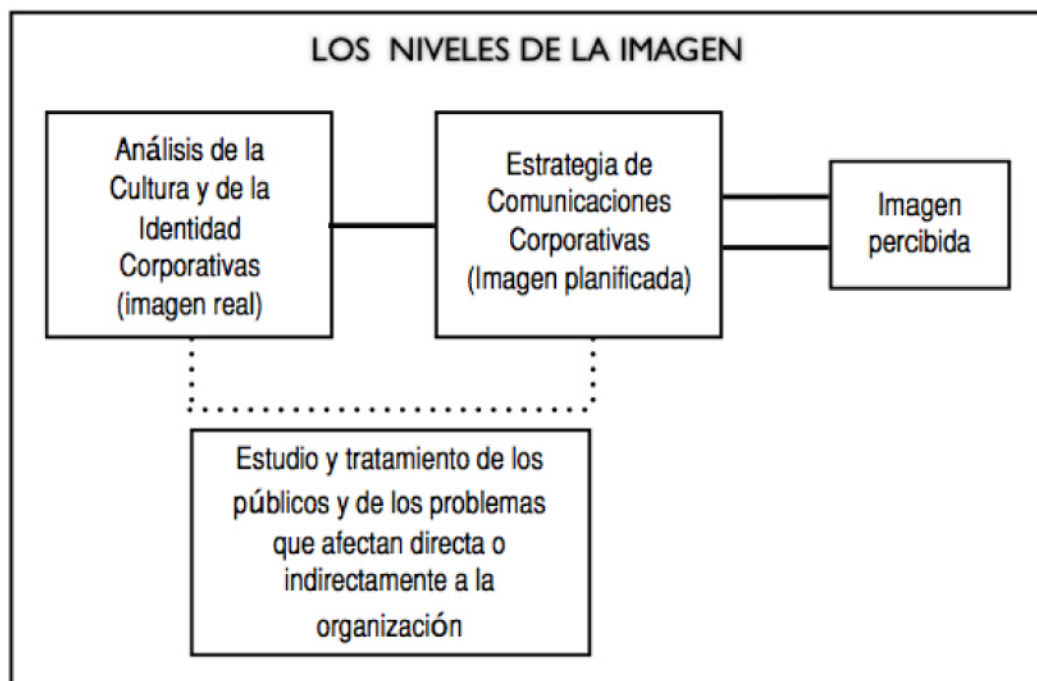 LOS NIVELES DE LA IMAGEN
Análisis de la
Cultura y de la
Identidad
Corporativas
(imagen real)
Estrategia de
Comunicaciones
Corporativas
(Imagen planificada)
Imagen
percibida
Estudio y tratamiento de los
públicos y de los problemas
que afectan directa o
indirectamente a la
organización